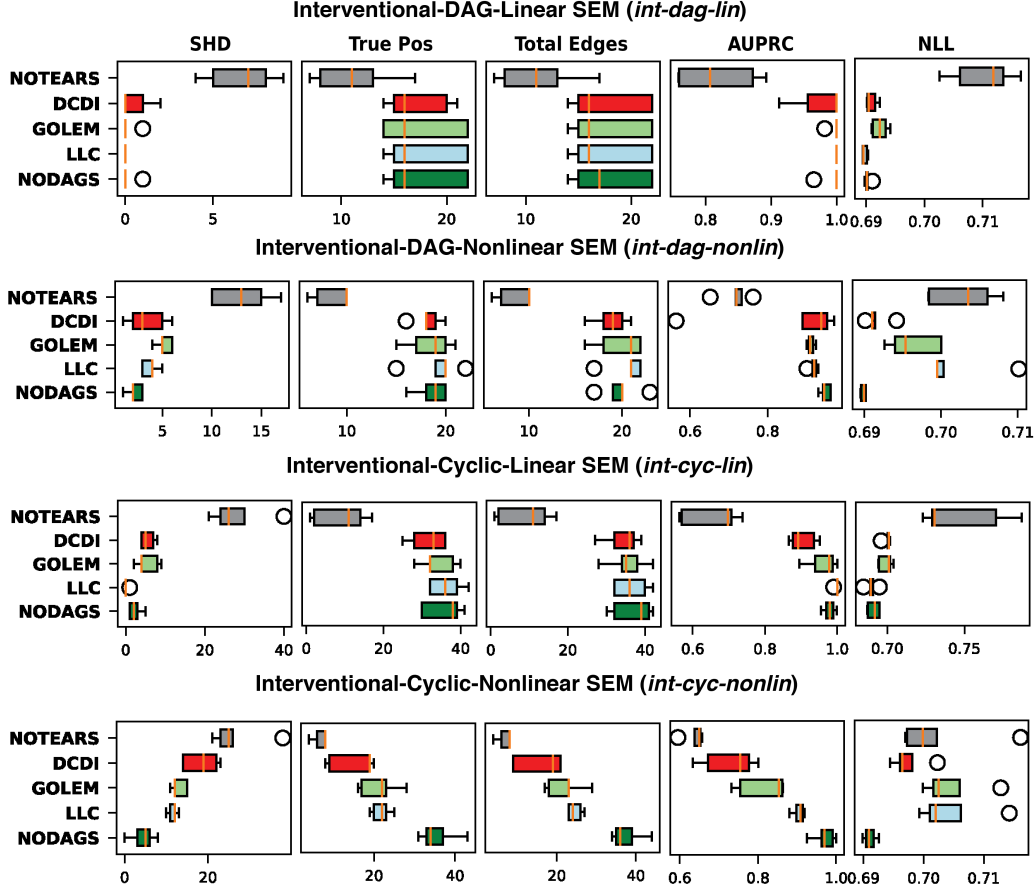 Interventional-DAG-Linear SEM (int-dag-lin)
SHD True Pos Total Edges AUPRC NLL
NOTEARS
DCDI
GOLEM
LLC
NODAGS
0 5 10 20 10 20 0.8 0.9 1.0 0.69 0.70 0.71
Interventional-DAG-Nonlinear SEM (int-dag-nonlin)
NOTEARS
DCDI
GOLEM
LLC
NODAGS
5 10 15 10 20 10 20 0.6 0.8 0.69 0.70 0.71
Interventional-Cyclic-Linear SEM (int-cyc-lin)
NOTEARS
DCDI
GOLEM
LLC
NODAGS
0 20 40 0 20 40 0 20 40 0.6 0.8 1.0 0.70 0.75
Interventional-Cyclic-Nonlinear SEM (int-cyc-nonlin)
NOTEARS
DCDI
GOLEM
LLC
NODAGS
0 20 20 40 20 40 0.6 0.8 1.0 0.69 0.70 0.71